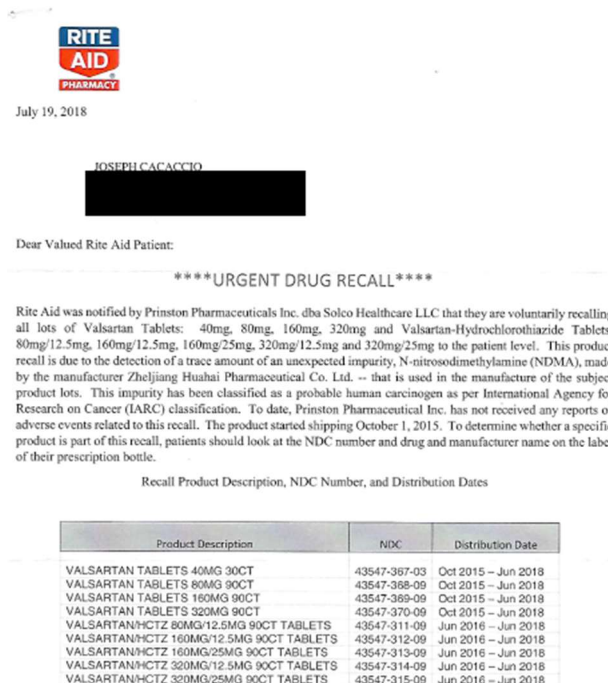 RITE
AID
PHARMACY
July 19, 2018
JOSEPH CACACCIO
Dear Valued Rite Aid Patient:
****URGENT DRUG RECALL****
Rite Aid was notified by Prinston Pharmaceuticals Inc. dba Solco Healthcare LLC that they are voluntarily recalling
all lots of Valsartan Tablets: 40mg, 80mg, 160mg, 320mg and Valsartan-Hydrochlorothiazide Tablets
80mg/12.5mg, 160mg/12.5mg, 160mg/25mg, 320mg/12.5mg and 320mg/25mg to the patient level. This produc
recall is due to the detection of a trace amount of an unexpected impurity, N-nitrosodimethylamine (NDMA), mad
by the manufacturer Zheljiang Huahai Pharmaceutical Co. Ltd. -- that is used in the manufacture of the subjec
product lots. This impurity has been classified as a probable human carcinogen as per International Agency fo
Research on Cancer (IARC) classification. To date, Prinston Pharmaceutical Inc. has not received any reports o
adverse events related to this recall. The product started shipping October 1, 2015. To determine whether a specifi
product is part of this recall, patients should look at the NDC number and drug and manufacturer name on the labe
of their prescription bottle.
Recall Product Description, NDC Number, and Distribution Dates
Product Description NDC Distribution Date
VALSARTAN TABLETS 40MG 30CT 43547-367-03 Oct 2015 – Jun 2018
VALSARTAN TABLETS 80MG 90CT 43547-368-09 Oct 2015 – Jun 2018
VALSARTAN TABLETS 160MG 90CT 43547-369-09 Oct 2015 – Jun 2018
VALSARTAN TABLETS 320MG 90CT 43547-370-09 Oct 2015 – Jun 2018
VALSARTAN/HCTZ 80MG/12.5MG 90CT TABLETS 43547-311-09 Jun 2016 – Jun 2018
VALSARTAN/HCTZ 160MG/12.5MG 90CT TABLETS 43547-312-09 Jun 2016 – Jun 2018
VALSARTAN/HCTZ 160MG/25MG 90CT TABLETS 43547-313-09 Jun 2016 – Jun 2018
VALSARTAN/HCTZ 320MG/12.5MG 90CT TABLETS 43547-314-09 Jun 2016 – Jun 2018
VALSARTAN/HCTZ 320MG/25MG 90CT TABLETS 43547-315-09 Jun 2016 – Jun 2018